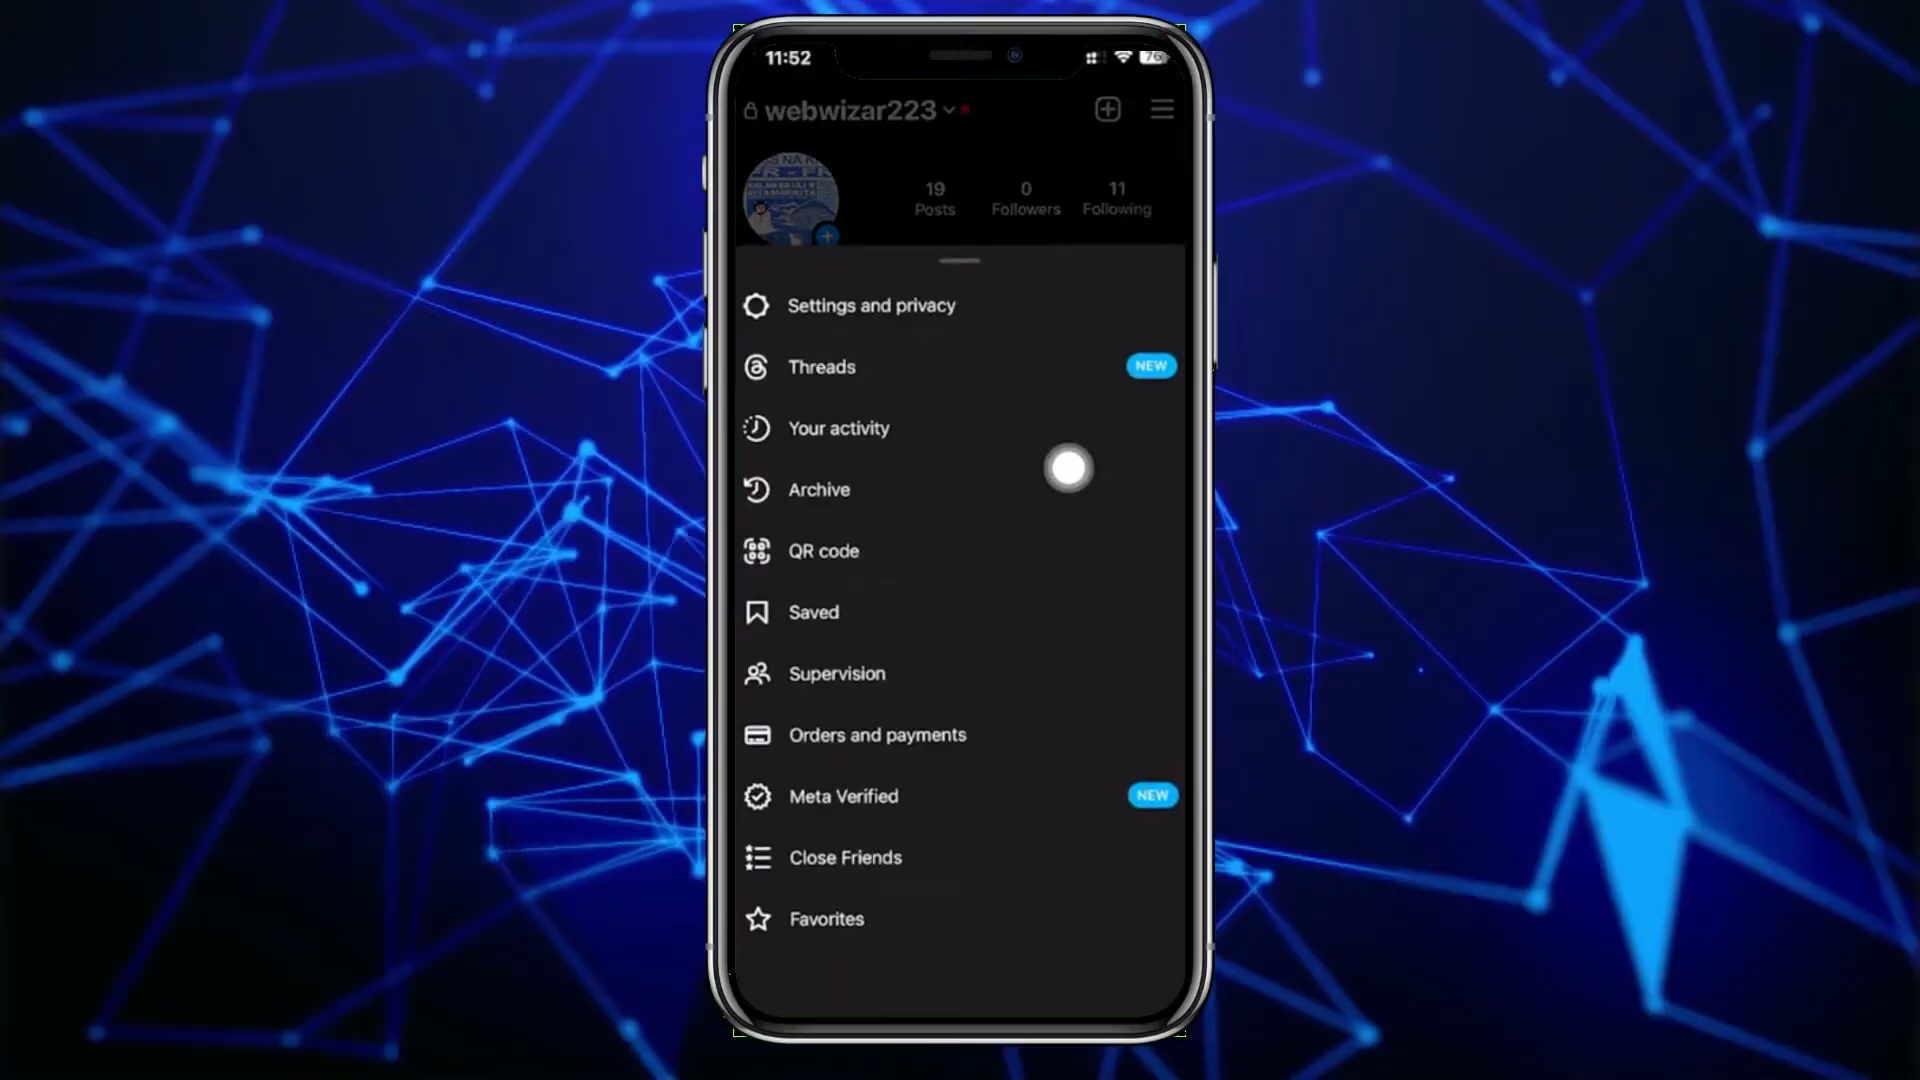 11:52
76
webwizar223
19 0 11
Posts Followers Following
Settings and privacy
Threads NEW
Your activity
Archive
QR code
Saved
Supervision
Orders and payments
Meta Verified NEW
Close Friends
Favorites